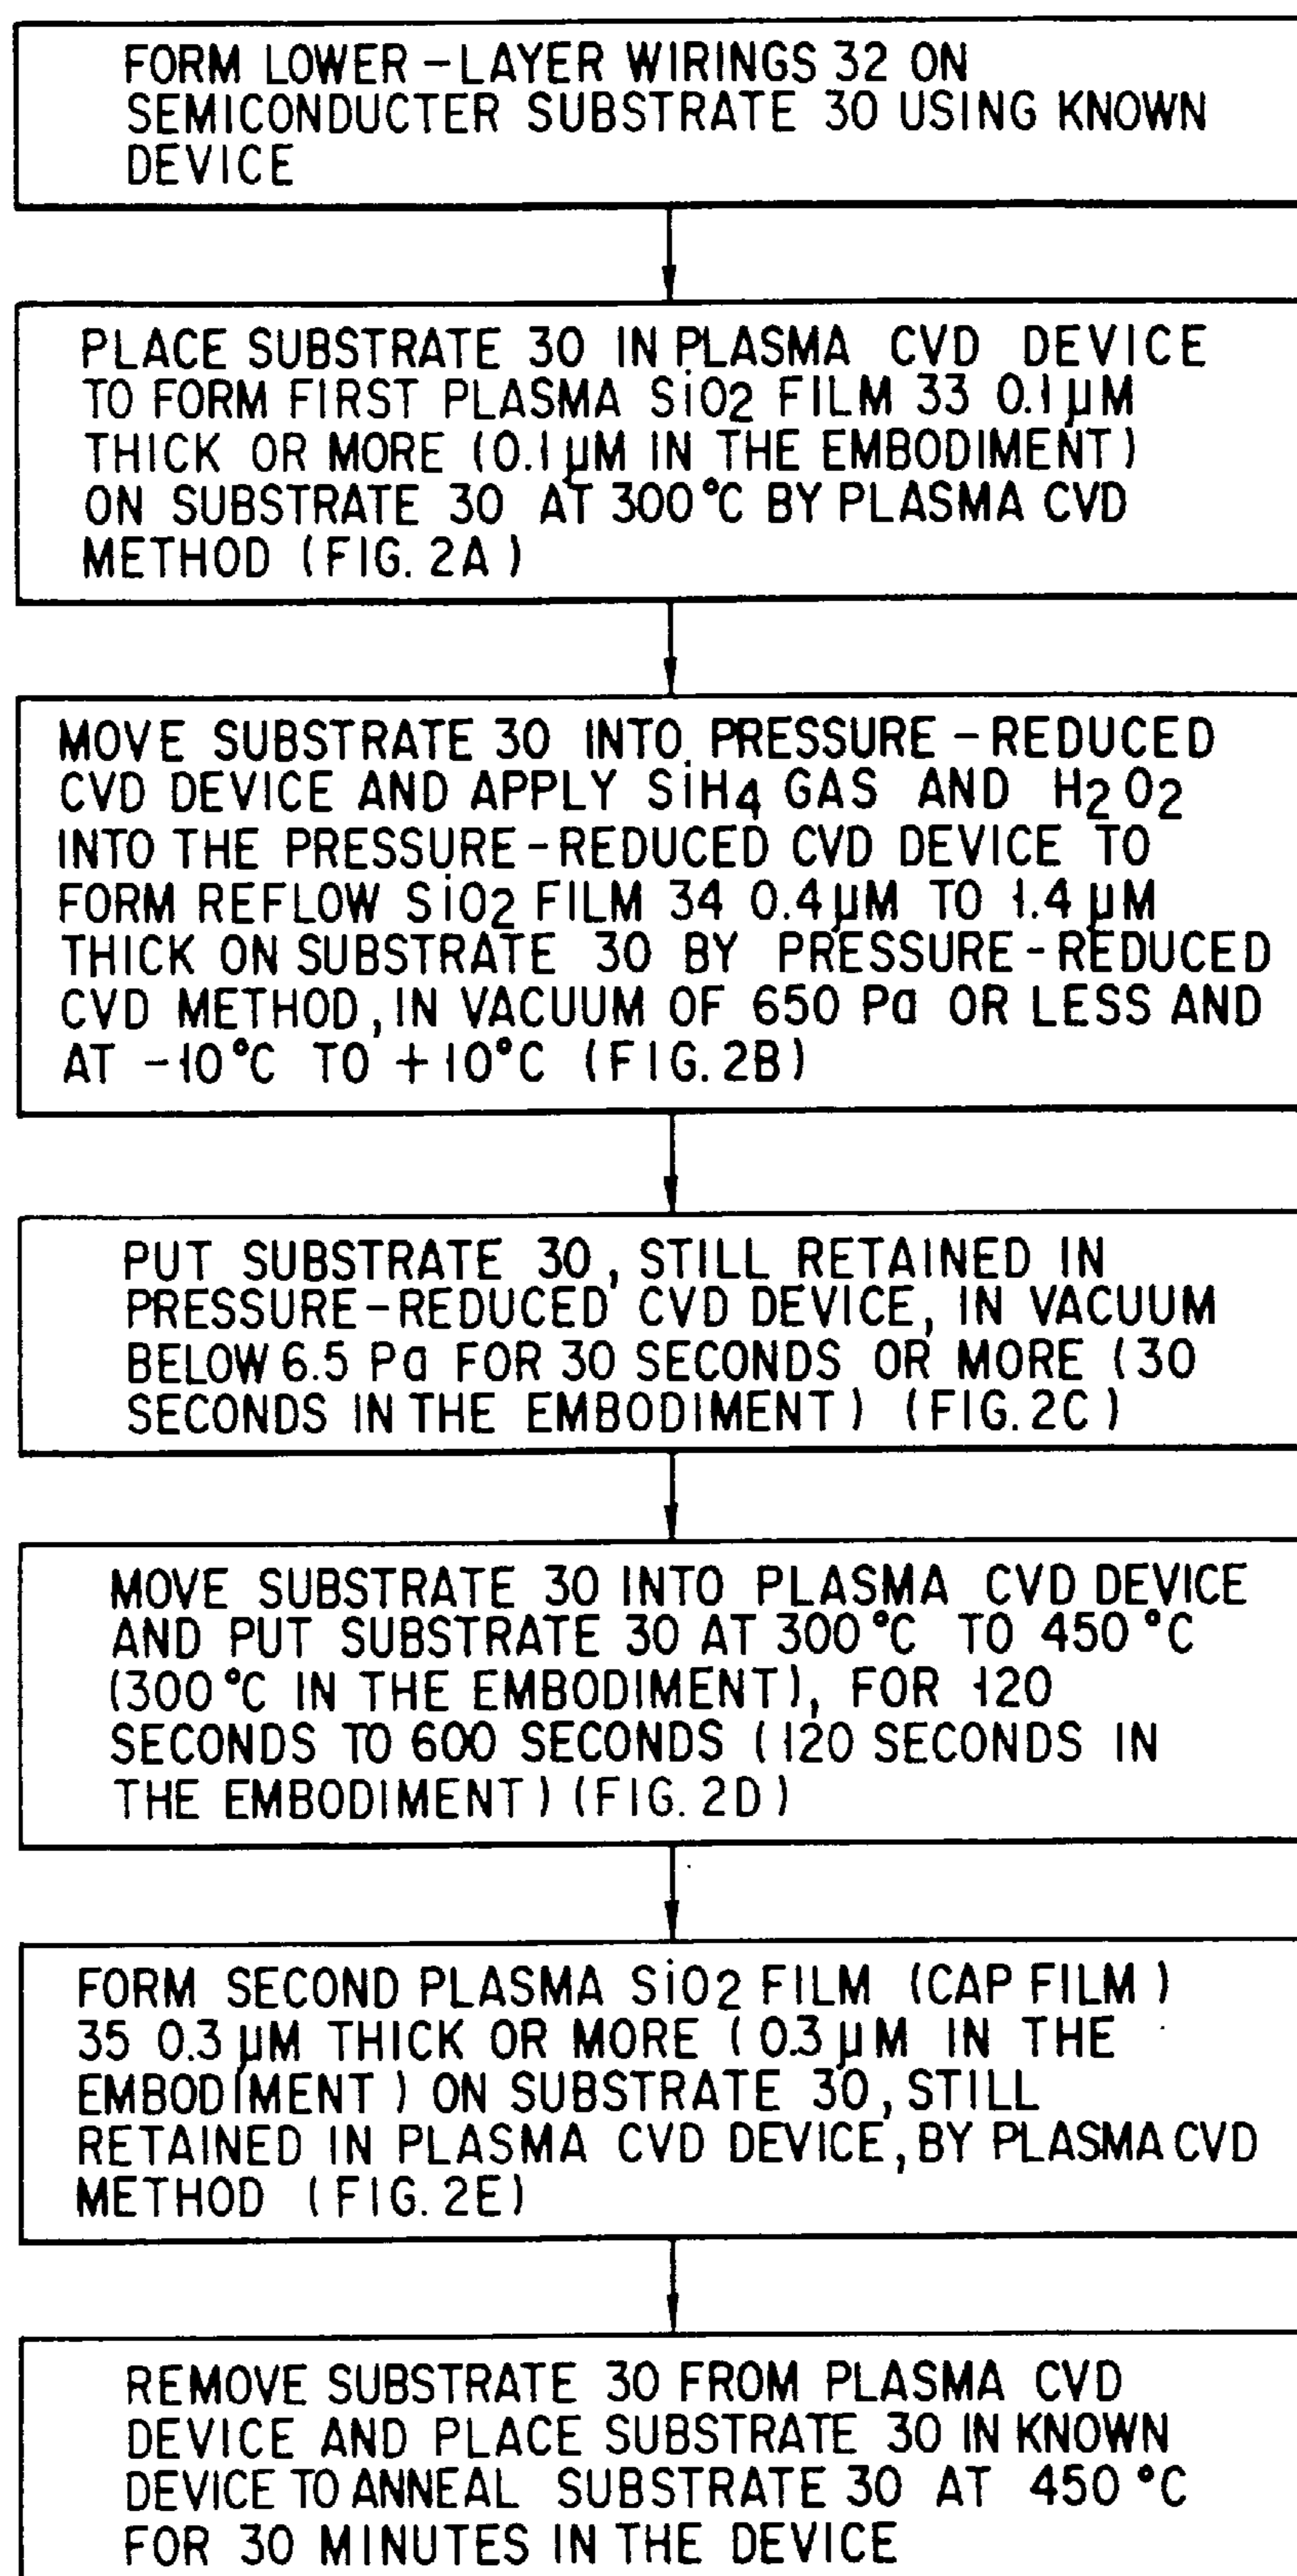 FORM LOWER-LAYER WIRINGS 32 ON
SEMICONDUCTER SUBSTRATE 30 USING KNOWN
DEVICE
PLACE SUBSTRATE 30 IN PLASMA CVD DEVICE
TO FORM FIRST PLASMA SiO2 FILM 33 0.1 μM
THICK OR MORE (0.1 μM IN THE EMBODIMENT)
ON SUBSTRATE 30 AT 300°C BY PLASMA CVD
METHOD (FIG. 2A)
MOVE SUBSTRATE 30 INTO PRESSURE-REDUCED
CVD DEVICE AND APPLY SiH4 GAS AND H2O2
INTO THE PRESSURE-REDUCED CVD DEVICE TO
FORM REFLOW SiO2 FILM 34 0.4 μM TO 1.4 μM
THICK ON SUBSTRATE 30 BY PRESSURE-REDUCED
CVD METHOD, IN VACUUM OF 650 Pa OR LESS AND
AT -10°C TO +10°C (FIG. 2B)
PUT SUBSTRATE 30, STILL RETAINED IN
PRESSURE-REDUCED CVD DEVICE, IN VACUUM
BELOW 6.5 Pa FOR 30 SECONDS OR MORE (30
SECONDS IN THE EMBODIMENT) (FIG. 2C)
MOVE SUBSTRATE 30 INTO PLASMA CVD DEVICE
AND PUT SUBSTRATE 30 AT 300°C TO 450°C
(300°C IN THE EMBODIMENT), FOR 120
SECONDS TO 600 SECONDS (120 SECONDS IN
THE EMBODIMENT) (FIG. 2D)
FORM SECOND PLASMA SiO2 FILM (CAP FILM)
35 0.3 μM THICK OR MORE (0.3 μM IN THE
EMBODIMENT) ON SUBSTRATE 30, STILL
RETAINED IN PLASMA CVD DEVICE, BY PLASMA CVD
METHOD (FIG. 2E)
REMOVE SUBSTRATE 30 FROM PLASMA CVD
DEVICE AND PLACE SUBSTRATE 30 IN KNOWN
DEVICE TO ANNEAL SUBSTRATE 30 AT 450°C
FOR 30 MINUTES IN THE DEVICE